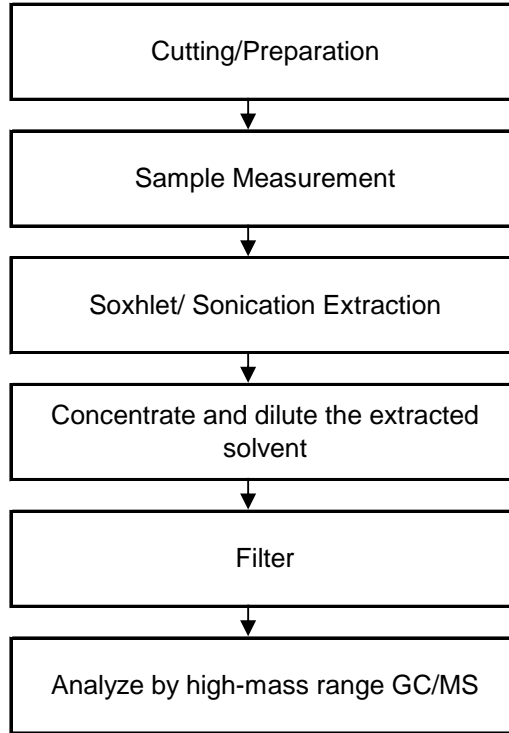 Cutting/Preparation
Sample Measurement
Soxhlet/ Sonication Extraction
Concentrate and dilute the extracted
solvent
Filter
Analyze by high-mass range GC/MS